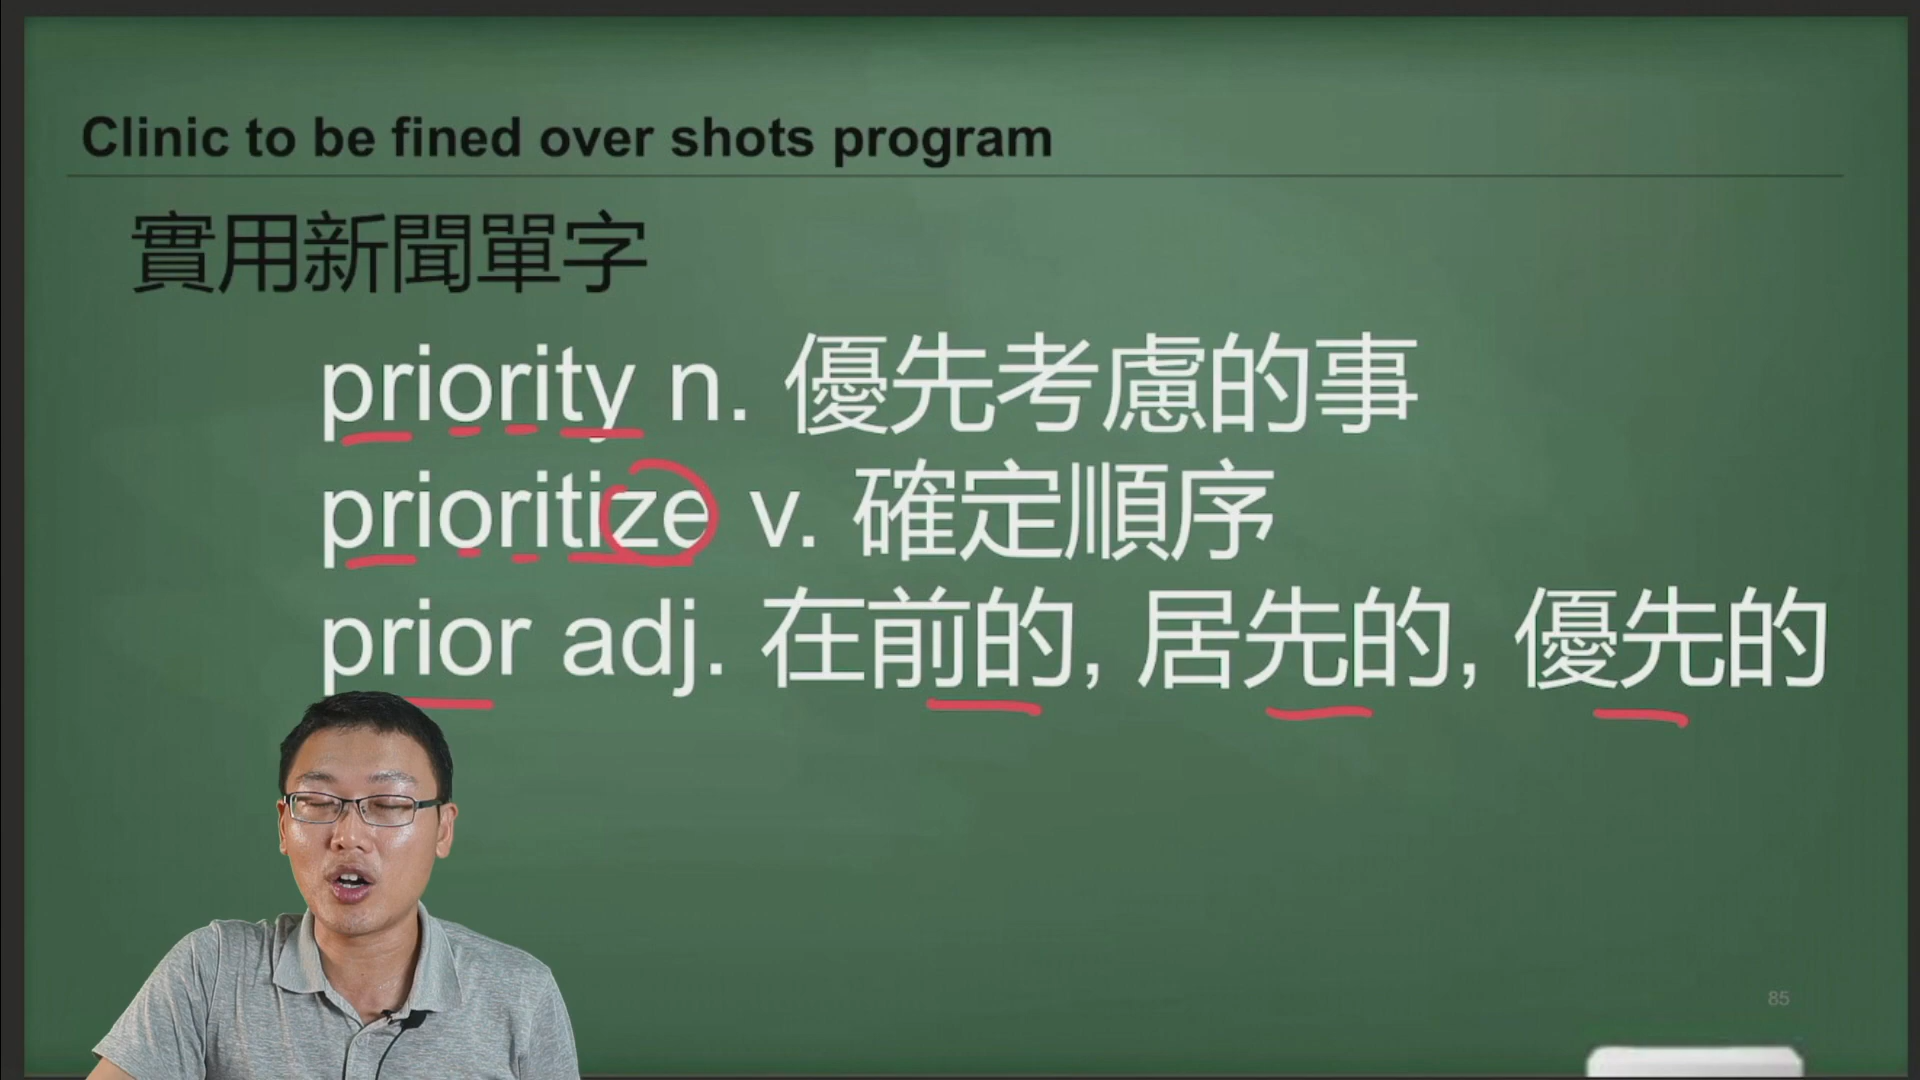 Clinic to be fined over shots program
實用新聞單字
priority n. 優先考慮的事
prioritize v. 確定順序
prior adj. 在前的, 居先的, 優先的
85